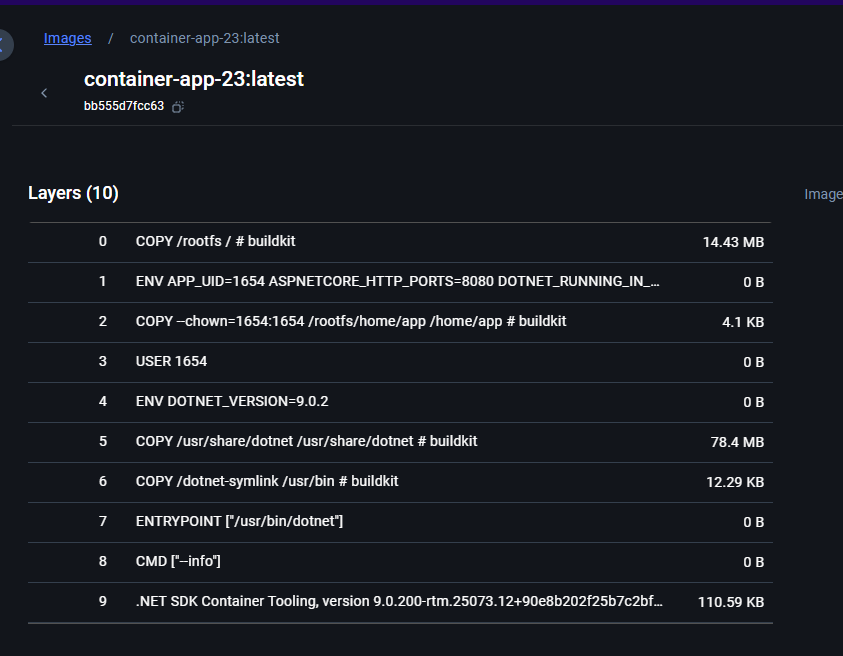 Images / container-app-23:latest
container-app-23:latest
bb555d7fcc63
Layers (10)
Image
0 COPY /rootfs / # buildkit 14.43 MB
1 ENV APP_UID=1654 ASPNETCORE_HTTP_PORTS=8080 DOTNET_RUNNING_IN_... 0 B
2 COPY --chown=1654:1654 /rootfs/home/app /home/app # buildkit 4.1 KB
3 USER 1654 0 B
4 ENV DOTNET_VERSION=9.0.2 0 B
5 COPY /usr/share/dotnet /usr/share/dotnet # buildkit 78.4 MB
6 COPY /dotnet-symlink /usr/bin # buildkit 12.29 KB
7 ENTRYPOINT ["/usr/bin/dotnet"] 0 B
8 CMD ["--info"] 0 B
9 .NET SDK Container Tooling, version 9.0.200-rtm.25073.12+90e8b202f25b7c2bf... 110.59 KB